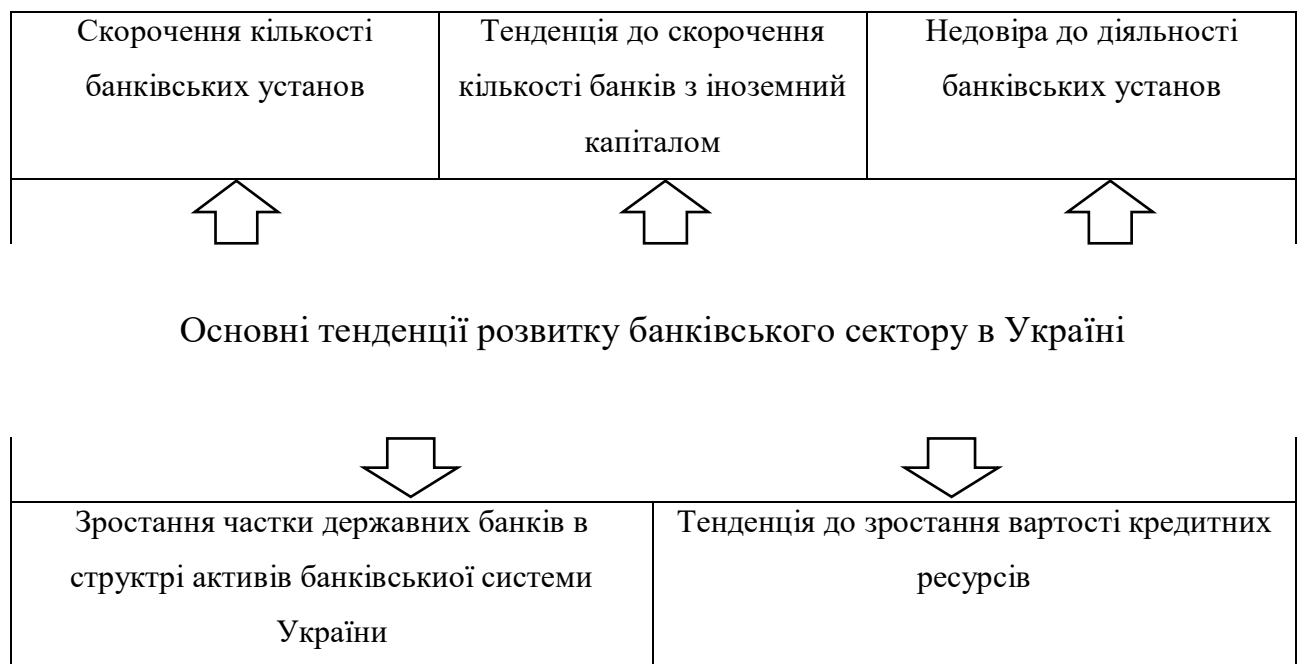 Скорочення кількості
банківських установ
Тенденція до скорочення
кількості банків з іноземний
капіталом
Недовіра до діяльності
банківських установ
Основні тенденції розвитку банківського сектору в Україні
Зростання частки державних банків в
структрі активів банківськиої системи
України
Тенденція до зростання вартості кредитних
ресурсів